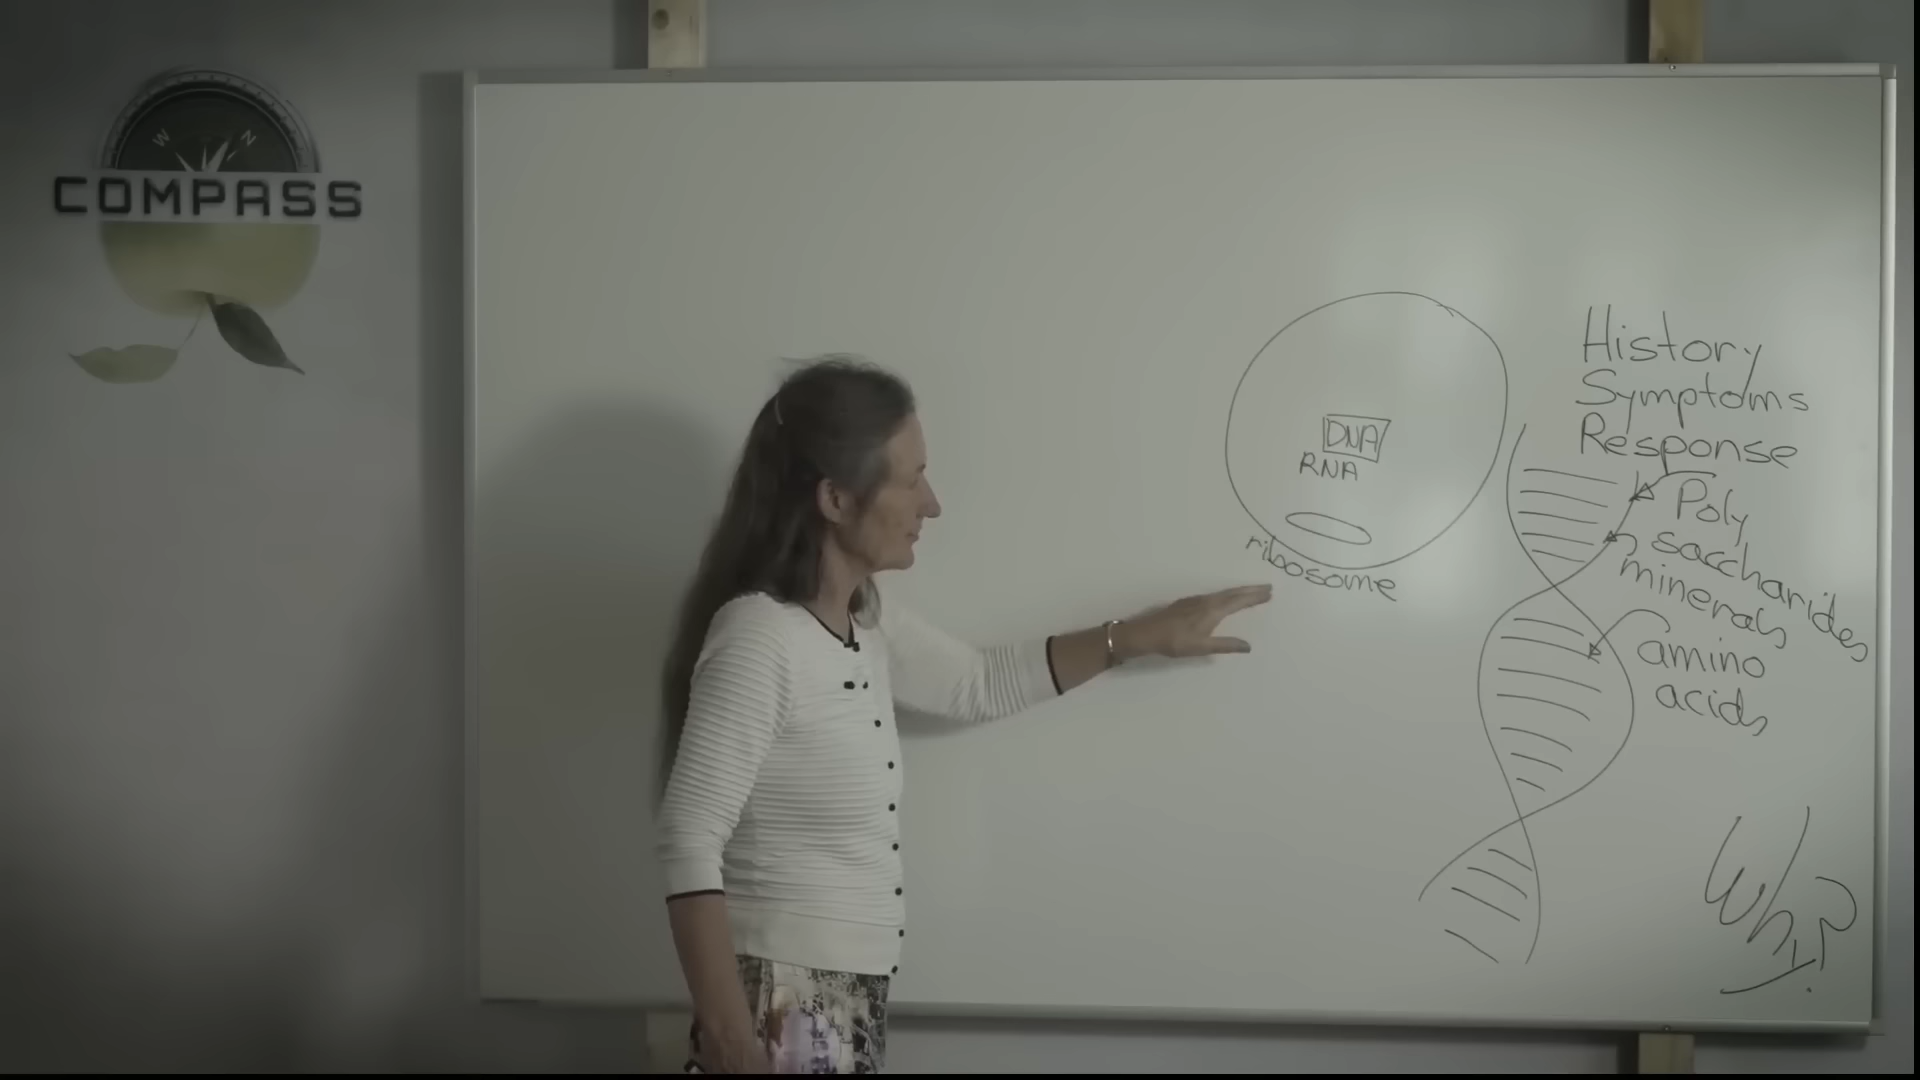 W N
COMPASS
DNA
RNA
ribosome
History
Symptoms
Response
Poly
saccharides
minerals
amino
acids
Why?